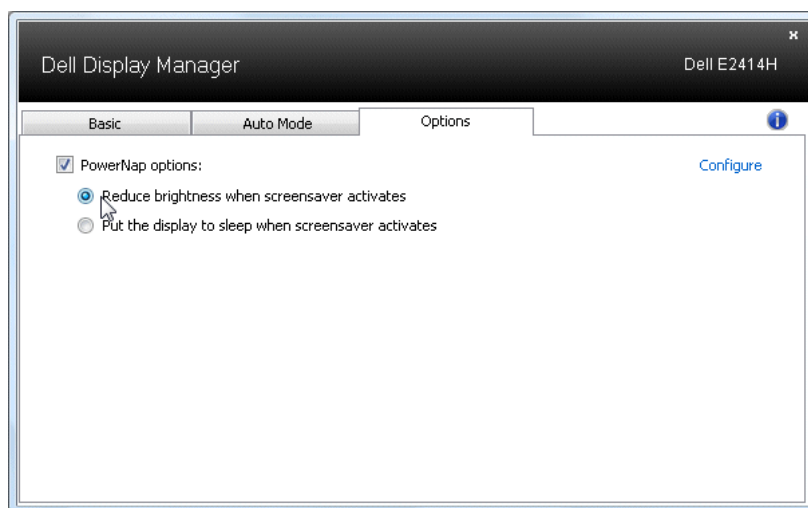 Dell Display Manager
Dell E2414H
Basic
Auto Mode
Options
PowerNap options:
Configure
Reduce brightness when screensaver activates
Put the display to sleep when screensaver activates